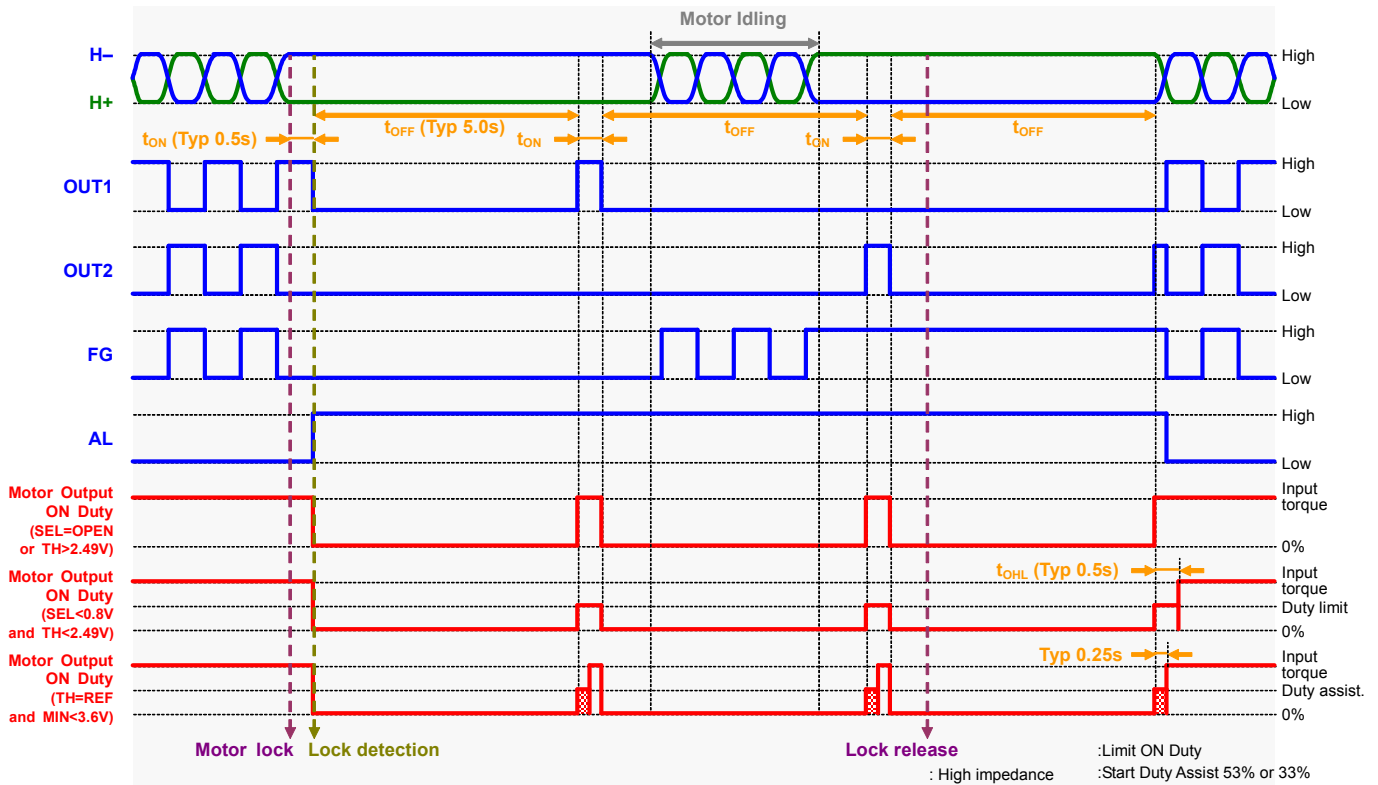 Motor Idling
H–
High
H+
Low
tON (Typ 0.5s)
tOFF (Typ 5.0s)
tON
tOFF
tON
tOFF
OUT1
High
Low
OUT2
High
Low
FG
High
Low
AL
High
Low
Motor Output
ON Duty
(SEL=OPEN
or TH>2.49V)
Input
torque
0%
Motor Output
ON Duty
(SEL<0.8V
and TH<2.49V)
tOHL (Typ 0.5s)
Input
torque
Duty limit
0%
Motor Output
ON Duty
(TH=REF
and MIN<3.6V)
Typ 0.25s
Input
torque
Duty assist.
0%
Motor lock
Lock detection
Lock release
:Limit ON Duty
: High impedance
:Start Duty Assist 53% or 33%